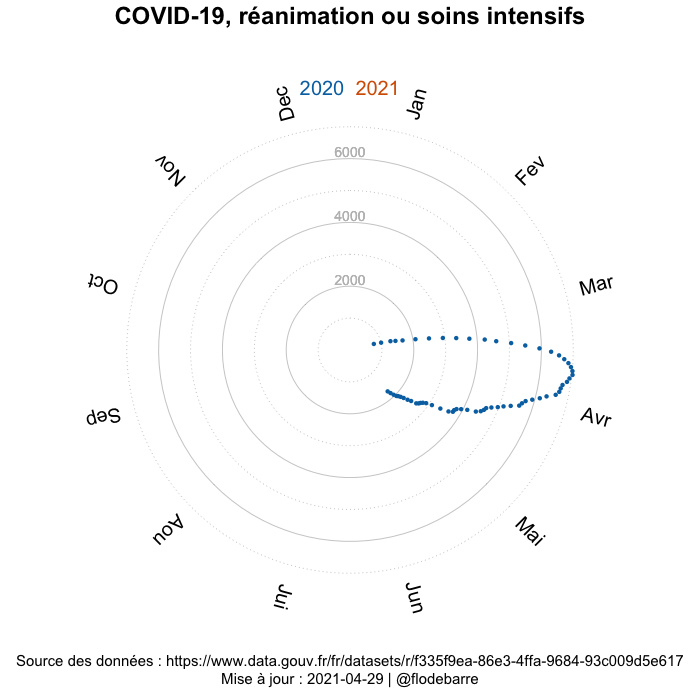 COVID-19, réanimation ou soins intensifs
2020 2021
Dec
Jan
Nov
Fev
6000
4000
2000
Oct
Mar
Sep
Avr
Aou
Mai
Jui
Jun
Source des données : https://www.data.gouv.fr/fr/datasets/r/f335f9ea-86e3-4ffa-9684-93c009d5e617
Mise à jour : 2021-04-29 | @flodebarre